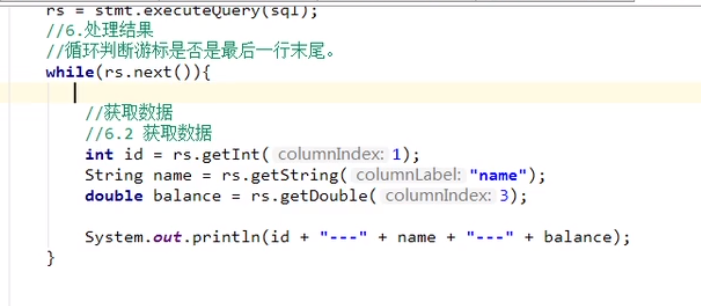 rs = stmt.executeQuery(sql);
//6.处理结果
//循环判断游标是否是最后一行末尾。
while(rs.next()){
//获取数据
//6.2 获取数据
int id = rs.getInt( columnIndex: 1);
String name = rs.getString( columnLabel: "name");
double balance = rs.getDouble( columnIndex: 3);
System.out.println(id + "---" + name + "---" + balance);
}